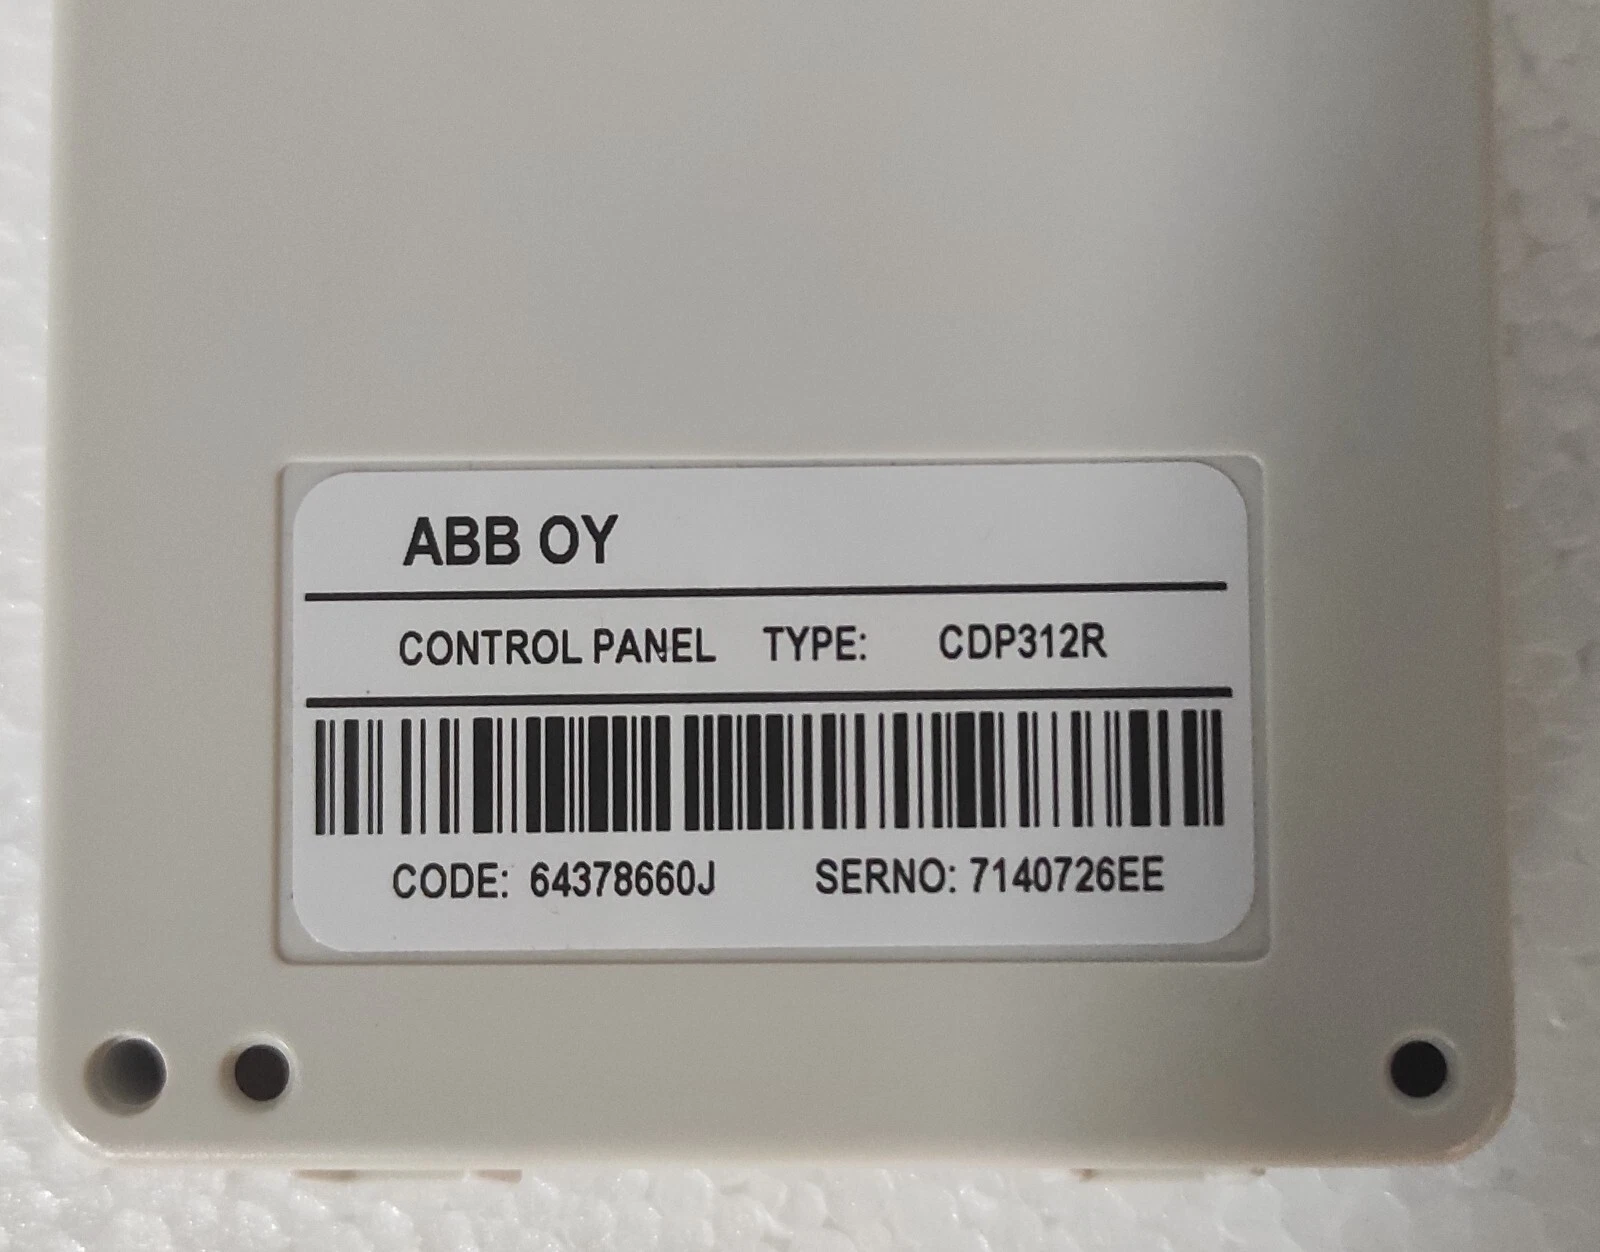 ABB OY
CONTROL PANEL TYPE: CDP312R
CODE: 64378660J SERNO: 7140726EE